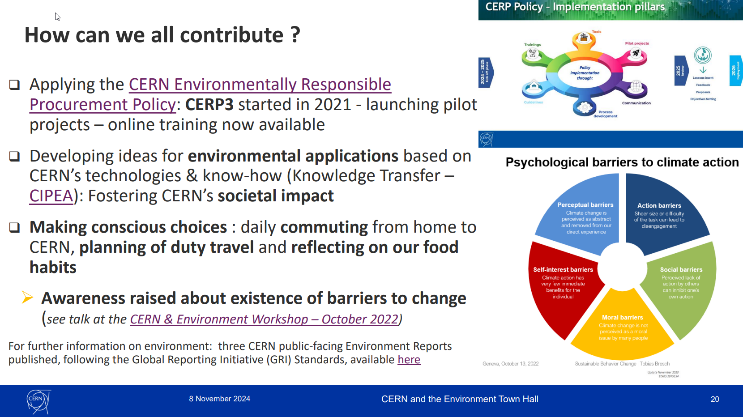 CERP Policy - Implementation pillars
How can we all contribute ?
Tools
Trainings
Pilot projects
Policy
implementation
through
Communication
Process
development
❑ Applying the CERN Environmentally Responsible
Procurement Policy: CERP3 started in 2021 - launching pilot
projects – online training now available
❑ Developing ideas for environmental applications based on
CERN's technologies & know-how (Knowledge Transfer –
CIPEA): Fostering CERN's societal impact
❑ Making conscious choices : daily commuting from home to
CERN, planning of duty travel and reflecting on our food
habits
➢ Awareness raised about existence of barriers to change
(see talk at the CERN & Environment Workshop – October 2022)
For further information on environment: three CERN public-facing Environment Reports
published, following the Global Reporting Initiative (GRI) Standards, available here
Psychological barriers to climate action
Perceptual barriers
Climate change is
perceived as abstract
and removed from our
direct experience
Action barriers
Sheer size or difficulty
of the task can lead to
disengagement
Self-interest barriers
Climate action has
very few immediate
benefits for the
individual
Social barriers
Perceived lack of
action by others
can inhibit one's
own action
Moral barriers
Climate change is not
perceived as a moral
issue by many people
Geneva, October 13, 2022
Sustainable Behavior Change Tobias Brosch
CERN
8 November 2024
CERN and the Environment Town Hall
20